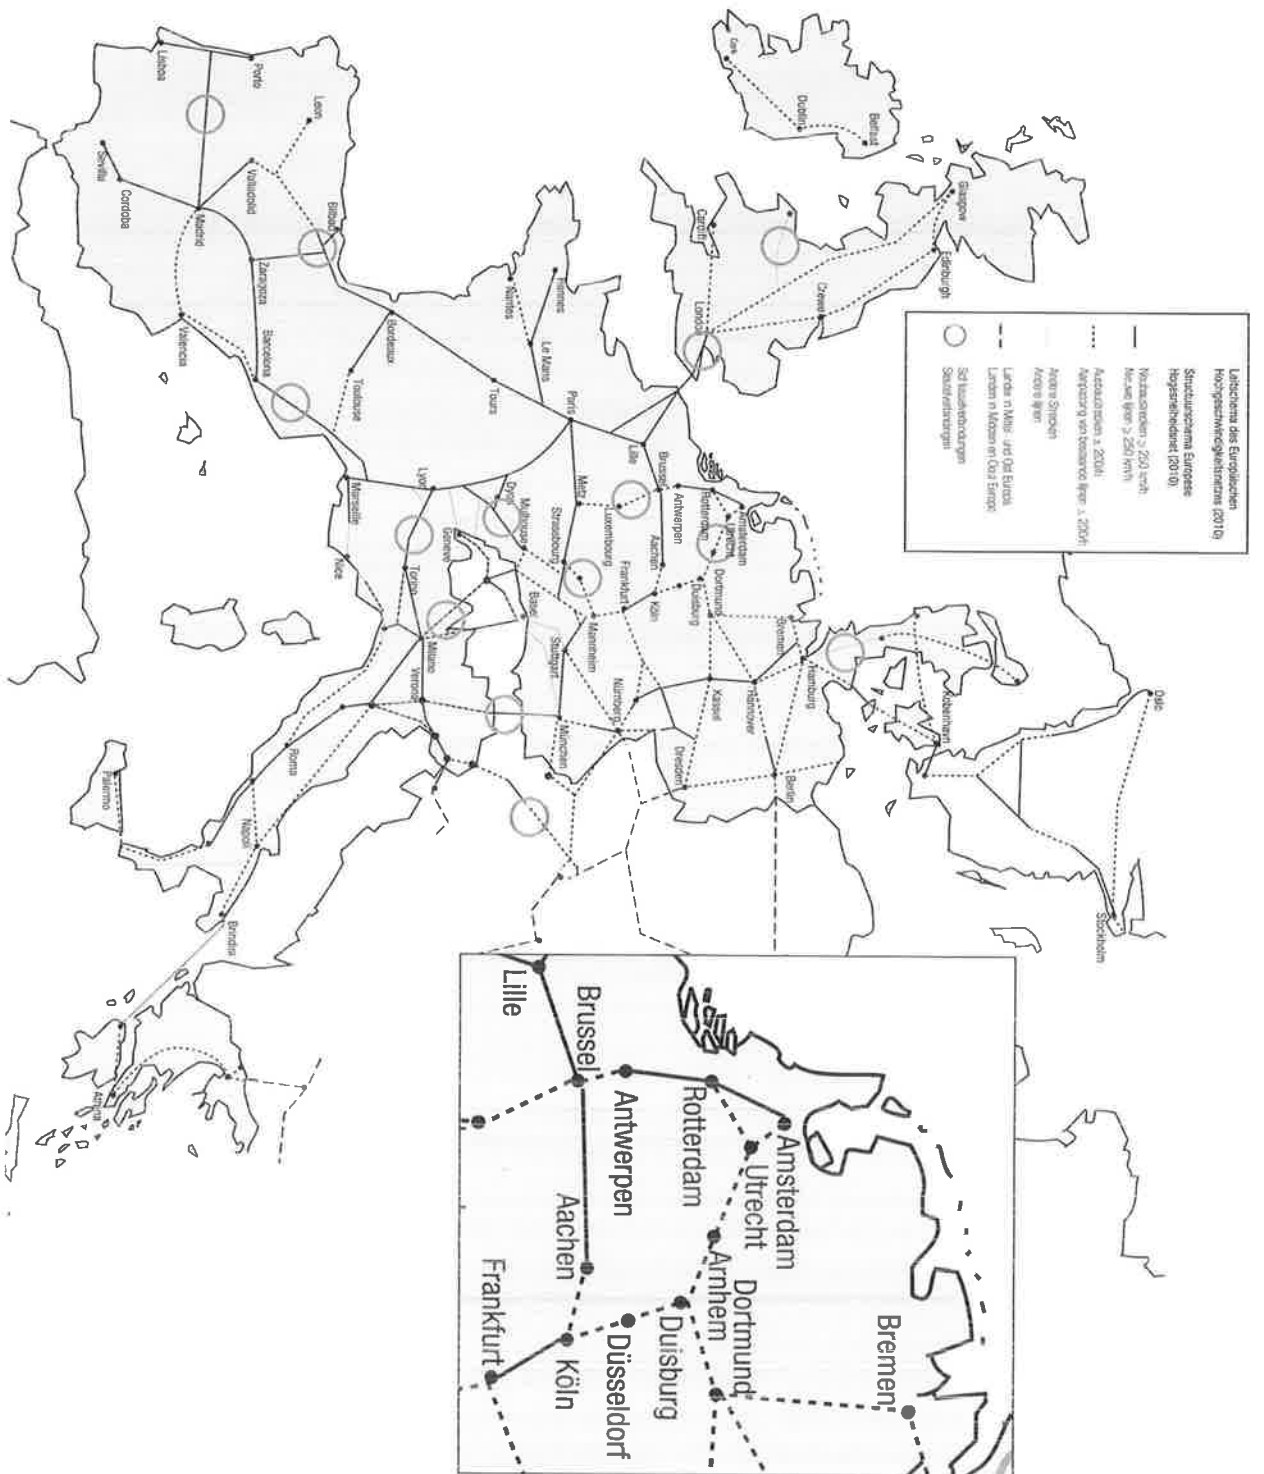 Leitschema des Europäischen
Hochgeschwindigkeitsnetzes (2010)
Structuurschema Europese
Hogesnelheidsnet (2010)
Neubaustrecken ≥ 250 km/h
Nieuwe lijnen ≥ 250 km/h
Ausbaustrecken ± 200/h
Aanpassing van bestaande lijnen ± 200/h
Andere Strecken
Andere lijnen
Länder in Mittel- und Ost Europa
Landen in Midden en Oost Europa
Schlüsselverbindungen
Sleutelverbindingen
Oslo
Stockholm
København
Glasgow
Edinburgh
Crewe
Belfast
Dublin
Cork
Cardiff
London
Hamburg
Bremen
Hannover
Berlin
Amsterdam
Utrecht
Rotterdam
Dortmund
Duisburg
Kassel
Dresden
Antwerpen
Brussel
Aachen
Köln
Lille
Frankfurt
Luxembourg
Nürnberg
Mannheim
Metz
Strasbourg
Stuttgart
München
Paris
Rennes
Le Mans
Nantes
Tours
Mulhouse
Basel
Dyon
Geneve
Lyon
Torino
Milano
Verona
Bordeaux
Toulouse
Marseille
Nice
Leon
Bilbao
Porto
Valladolid
Zaragoza
Barcelona
Madrid
Valencia
Lisboa
Cordoba
Sevilla
Roma
Napoli
Brindisi
Palermo
Athina
Bremen
Amsterdam
Utrecht
Arnhem
Dortmund
Rotterdam
Duisburg
Antwerpen
Düsseldorf
Brussel
Aachen
Köln
Lille
Frankfurt